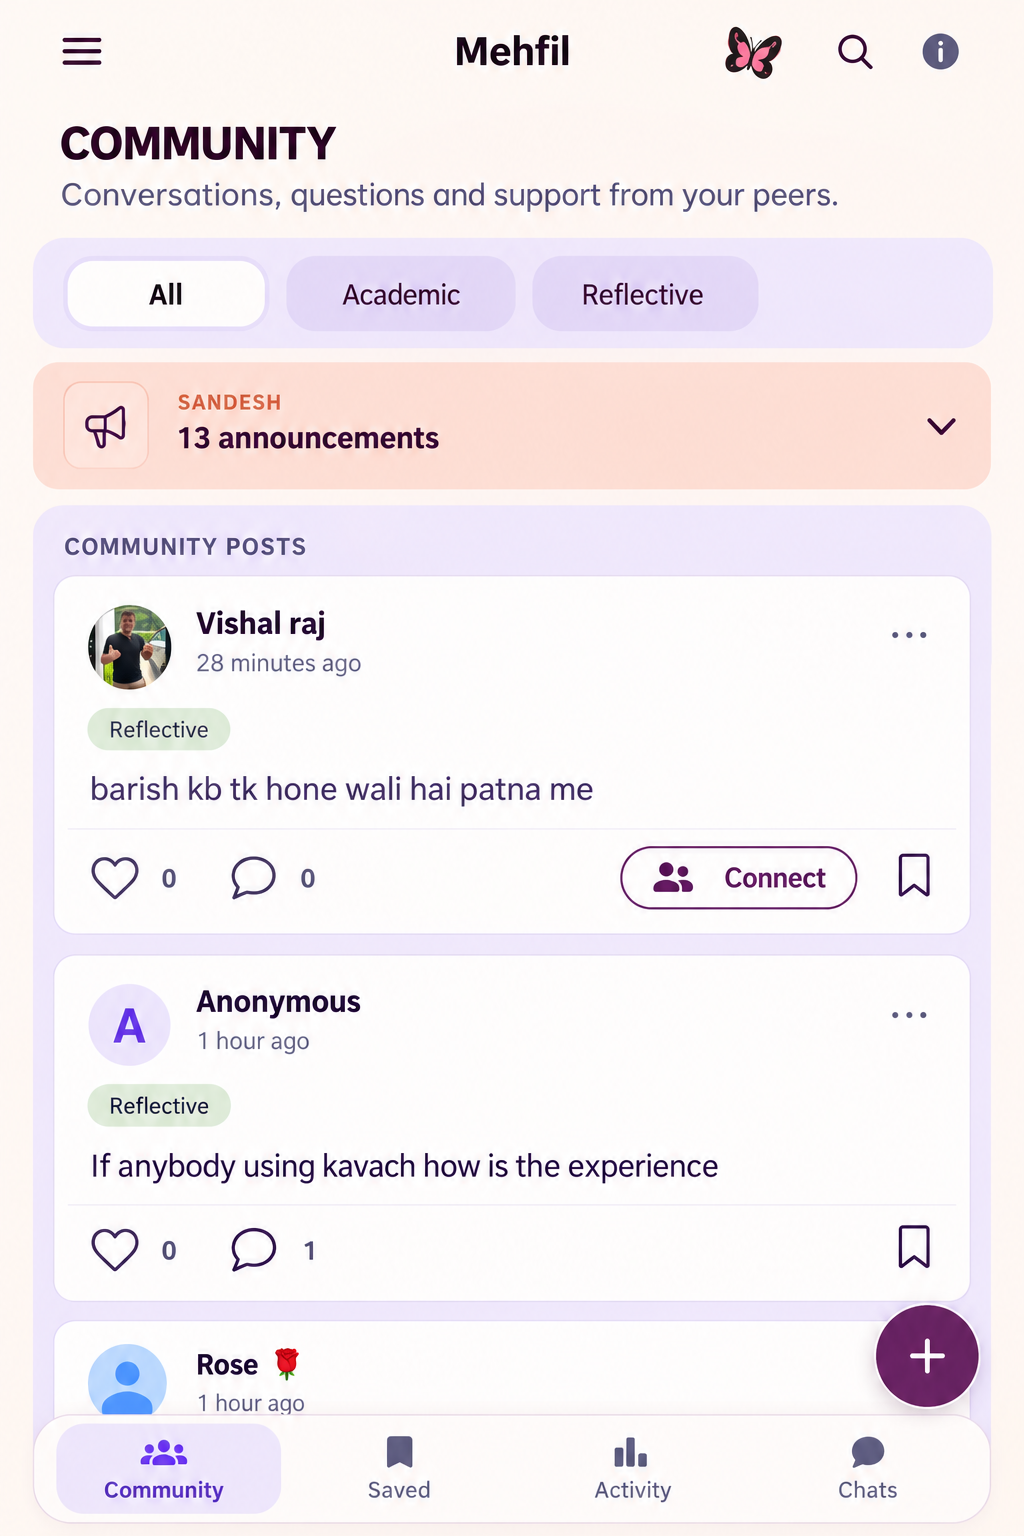 Mehfil
COMMUNITY
Conversations, questions and support from your peers.
All
Academic
Reflective
SANDESH
13 announcements
COMMUNITY POSTS
Vishal raj
28 minutes ago
Reflective
barish kb tk hone wali hai patna me
0
0
Connect
A
Anonymous
1 hour ago
Reflective
If anybody using kavach how is the experience
0
1
Rose 🌹
1 hour ago
Community
Saved
Activity
Chats